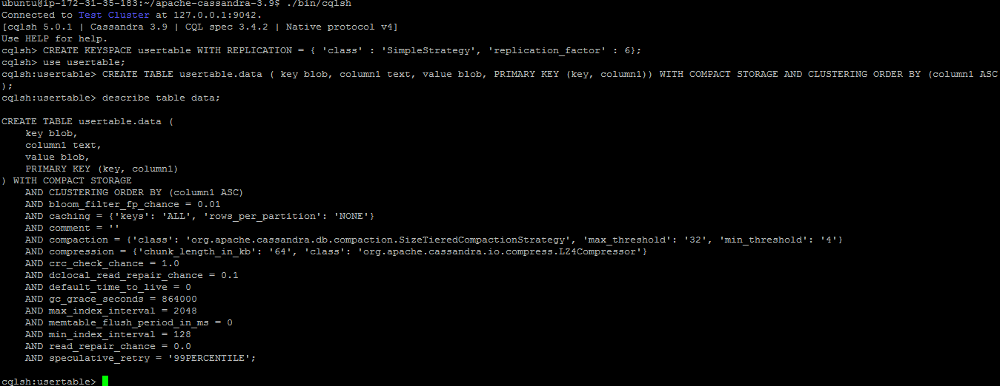 ubuntu@ip-172-31-35-183:~/apache-cassandra-3.9$ ./bin/cqlsh
Connected to Test Cluster at 127.0.0.1:9042.
[cqlsh 5.0.1 | Cassandra 3.9 | CQL spec 3.4.2 | Native protocol v4]
Use HELP for help.
cqlsh> CREATE KEYSPACE usertable WITH REPLICATION = { 'class' : 'SimpleStrategy', 'replication_factor' : 6};
cqlsh> use usertable;
cqlsh:usertable> CREATE TABLE usertable.data ( key blob, column1 text, value blob, PRIMARY KEY (key, column1)) WITH COMPACT STORAGE AND CLUSTERING ORDER BY (column1 ASC
);
cqlsh:usertable> describe table data;

CREATE TABLE usertable.data (
    key blob,
    column1 text,
    value blob,
    PRIMARY KEY (key, column1)
) WITH COMPACT STORAGE
    AND CLUSTERING ORDER BY (column1 ASC)
    AND bloom_filter_fp_chance = 0.01
    AND caching = {'keys': 'ALL', 'rows_per_partition': 'NONE'}
    AND comment = ''
    AND compaction = {'class': 'org.apache.cassandra.db.compaction.SizeTieredCompactionStrategy', 'max_threshold': '32', 'min_threshold': '4'}
    AND compression = {'chunk_length_in_kb': '64', 'class': 'org.apache.cassandra.io.compress.LZ4Compressor'}
    AND crc_check_chance = 1.0
    AND dclocal_read_repair_chance = 0.1
    AND default_time_to_live = 0
    AND gc_grace_seconds = 864000
    AND max_index_interval = 2048
    AND memtable_flush_period_in_ms = 0
    AND min_index_interval = 128
    AND read_repair_chance = 0.0
    AND speculative_retry = '99PERCENTILE';

cqlsh:usertable>